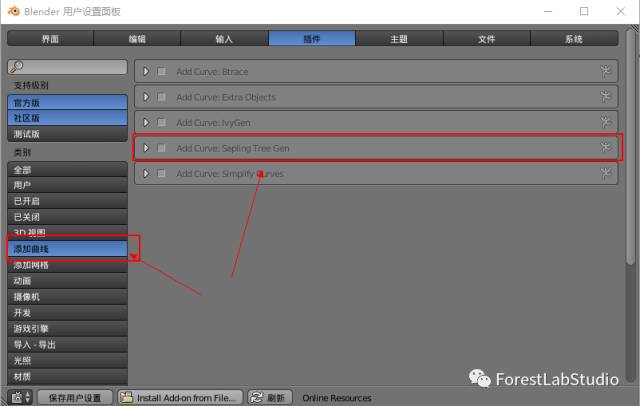 Blender 用户设置面板
界面 编辑 输入 插件 主题 文件 系统
支持级别
官方版
社区版
测试版
类别
全部
用户
已开启
已关闭
3D 视图
添加曲线
添加网格
动画
摄像机
开发
游戏引擎
导入 - 导出
光照
材质
Add Curve: Btrace
Add Curve: Extra Objects
Add Curve: IvyGen
Add Curve: Sapling Tree Gen
Add Curve: Simplify Curves
ForestLabStudio
保存用户设置 Install Add-on from File... 刷新 Online Resources